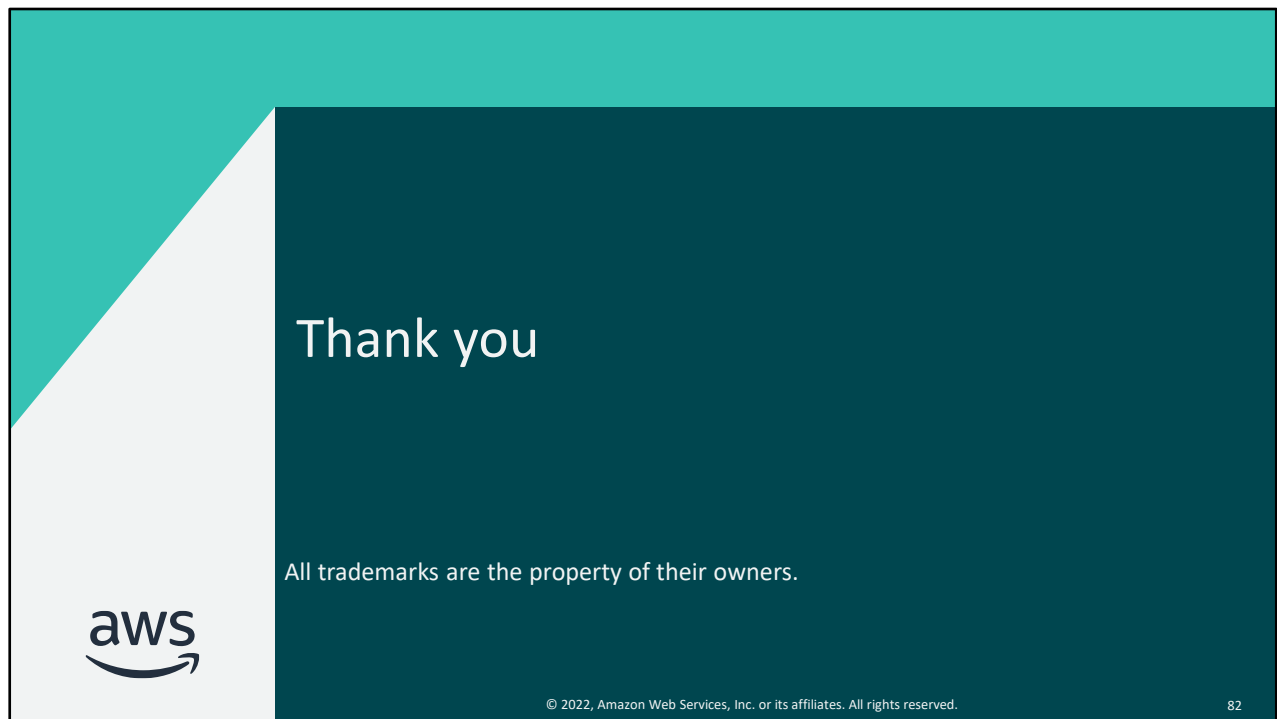 Thank you
All trademarks are the property of their owners.
aws
© 2022, Amazon Web Services, Inc. or its affiliates. All rights reserved.
82